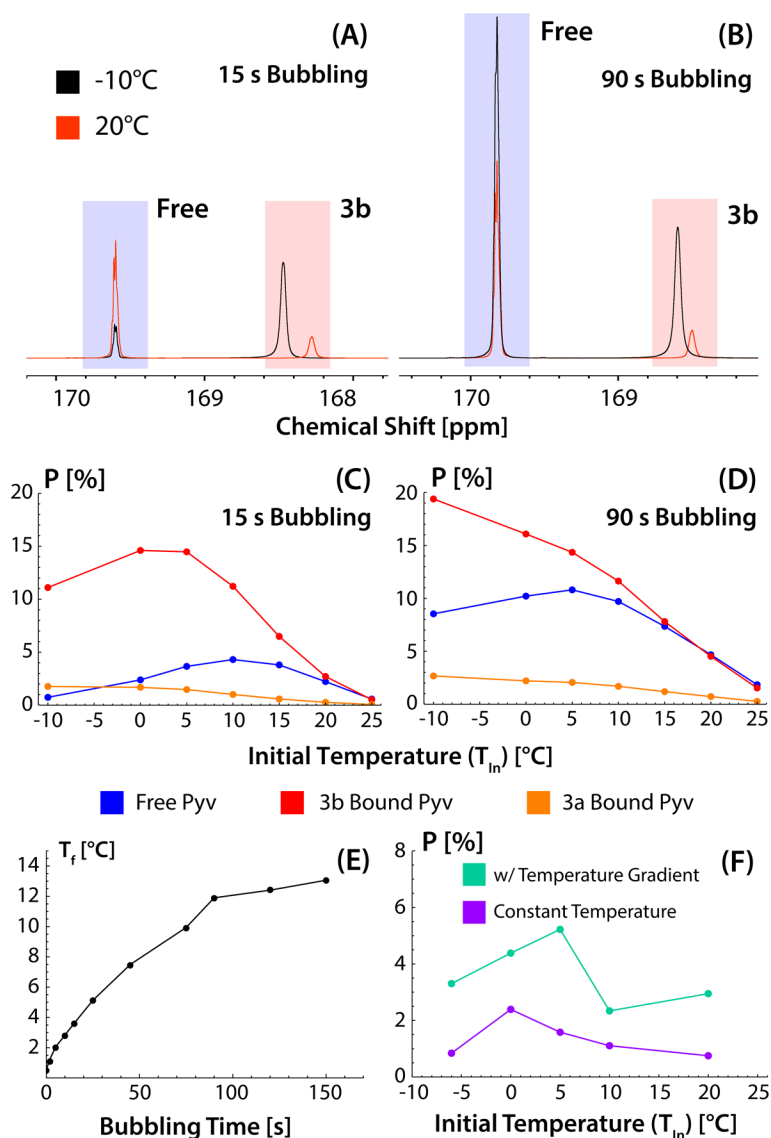 (A)
15 s Bubbling
-10°C
20°C
Free
3b
170
169
168
(B)
90 s Bubbling
Free
3b
170
169
Chemical Shift [ppm]
P [%]
(C)
15 s Bubbling
20
15
10
5
0
-10
-5
0
5
10
15
20
25
P [%]
(D)
90 s Bubbling
20
15
10
5
0
-10
-5
0
5
10
15
20
25
Initial Temperature (T_In) [°C]
Free Pyv
3b Bound Pyv
3a Bound Pyv
T_f [°C]
(E)
14
12
10
8
6
4
2
0
50
100
150
Bubbling Time [s]
P [%]
(F)
w/ Temperature Gradient
Constant Temperature
8
6
4
2
0
-10
-5
0
5
10
15
20
25
Initial Temperature (T_In) [°C]